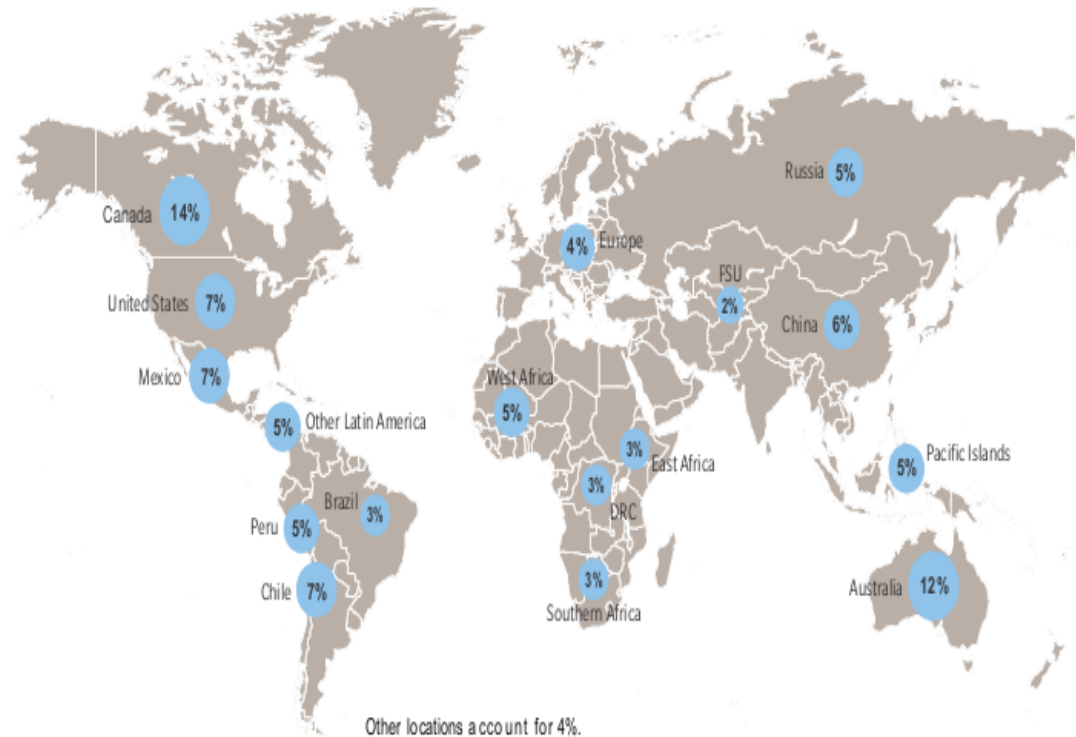 Russia 5%
Canada 14%
4% Europe
FSU
2%
United States 7%
China 6%
Mexico 7%
West Africa
5%
Other Latin America
5%
3%
East Africa
Pacific Islands
5%
3%
DRC
Brazil 3%
Peru 5%
Chile 7%
3%
Southern Africa
Australia 12%
Other locations account for 4%.